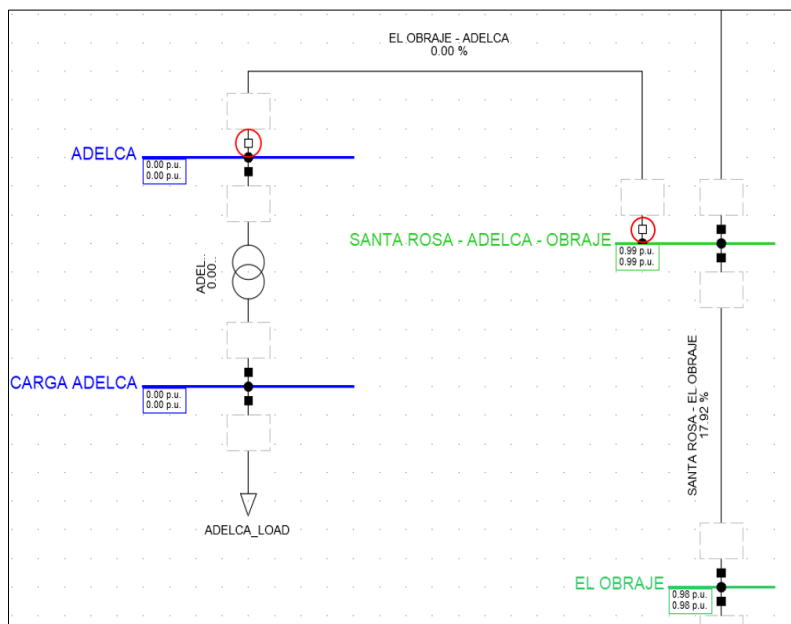 EL OBRAJE - ADELCA
0.00 %
ADELCA
0.00 p.u.
0.00 p.u.
SANTA ROSA - ADELCA - OBRAJE
0.99 p.u.
0.99 p.u.
ADEL..
0.00..
CARGA ADELCA
0.00 p.u.
0.00 p.u.
SANTA ROSA - EL OBRAJE
17.92 %
ADELCA_LOAD
EL OBRAJE
0.98 p.u.
0.98 p.u.